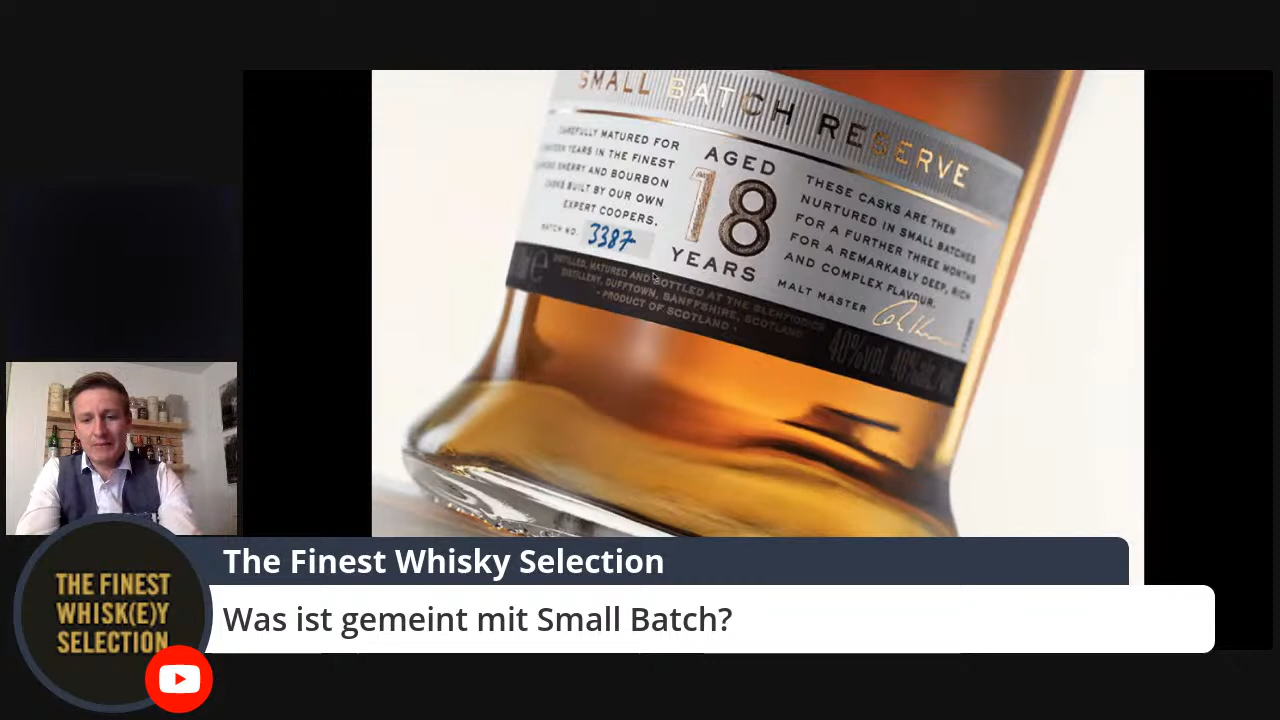 SMALL BATCH RESERVE
CAREFULLY MATURED FOR
YEARS IN THE FINEST
SHERRY AND BOURBON
CASKS BUILT BY OUR OWN
EXPERT COOPERS.
BATCH NO. 3387
AGED
18
YEARS
THESE CASKS ARE THEN
NURTURED IN SMALL BATCHES
FOR A FURTHER THREE MONTHS
FOR A REMARKABLY DEEP, RICH
AND COMPLEX FLAVOUR.
MALT MASTER
DISTILLED, MATURED AND BOTTLED AT THE GLENFIDDICH
DISTILLERY, DUFFTOWN, BANFFSHIRE, SCOTLAND
· PRODUCT OF SCOTLAND ·
40%vol
The Finest Whisky Selection
Was ist gemeint mit Small Batch?
THE FINEST
WHISK(E)Y
SELECTION